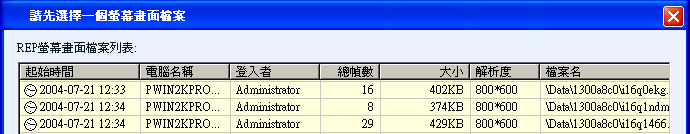 請先選擇一個螢幕畫面檔案
REP螢幕畫面檔案列表:
起始時間 電腦名稱 登入者 總幀數 大小 解析度 檔案名
2004-07-21 12:33 PWIN2KPRO... Administrator 16 402KB 800*600 \Data\1300a8c0\i16q0ekg.
2004-07-21 12:34 PWIN2KPRO... Administrator 8 374KB 800*600 \Data\1300a8c0\i16q1ndm
2004-07-21 12:34 PWIN2KPRO... Administrator 29 429KB 800*600 \Data\1300a8c0\i16q1466.